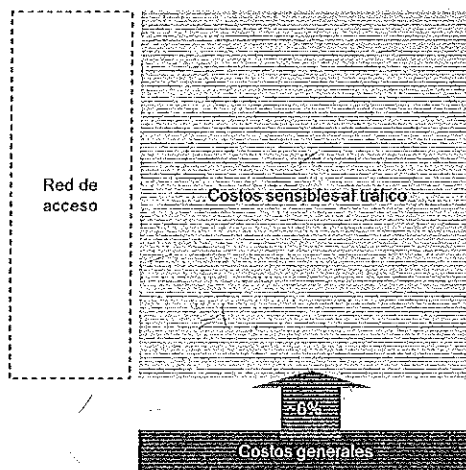 Red de
acceso
Costos sensibles al tráfico
~6%
Costos generales